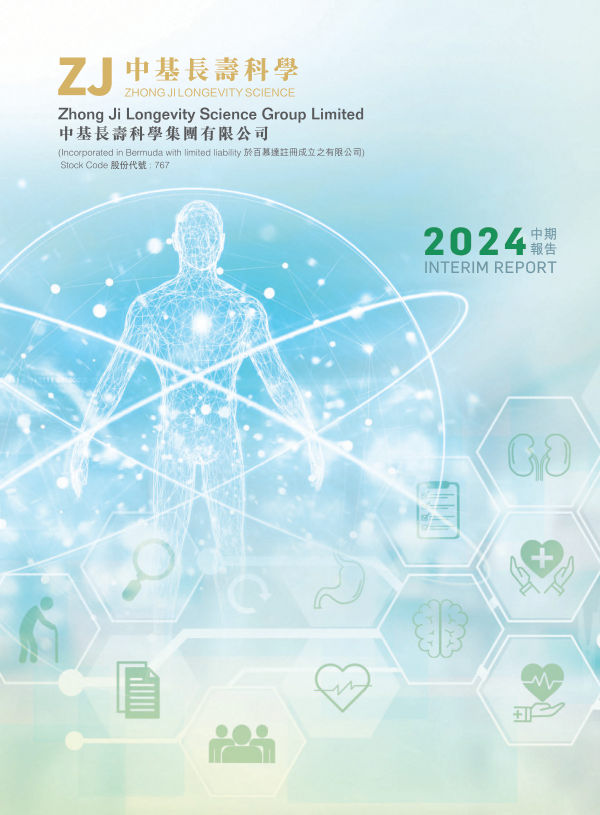 ZJ 中基長壽科學
ZHONG JI LONGEVITY SCIENCE
Zhong Ji Longevity Science Group Limited
中基長壽科學集團有限公司
(Incorporated in Bermuda with limited liability 於百慕達註冊成立之有限公司)
Stock Code 股份代號 : 767
2024 中期
報告
INTERIM REPORT